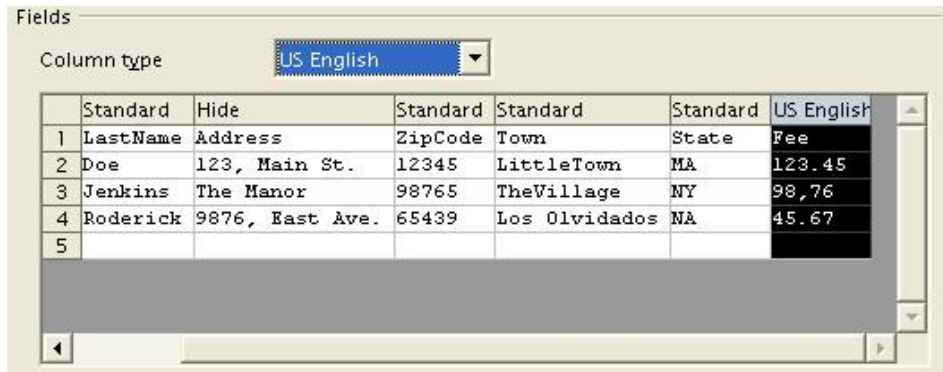 Fields
Column type US English
Standard Hide Standard Standard Standard US English
1 LastName Address ZipCode Town State Fee
2 Doe 123, Main St. 12345 LittleTown MA 123.45
3 Jenkins The Manor 98765 TheVillage NY 98,76
4 Roderick 9876, East Ave. 65439 Los Olvidados NA 45.67
5